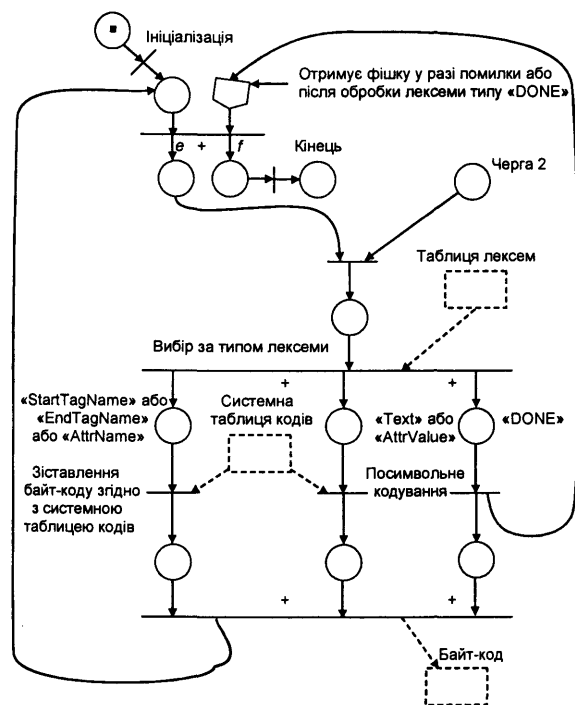 Ініціалізація
Отримує фішку у разі помилки або
після обробки лексеми типу «DONE»
e + f
Кінець
Черга 2
Таблиця лексем
Вибір за типом лексеми
+ +
«StartTagName» або
«EndTagName»
або «AttrName»
Системна
таблиця кодів
«Text» або
«AttrValue»
«DONE»
Зіставлення
байт-коду згідно
з системною
таблицею кодів
Посимвольне
кодування
+ +
Байт-код